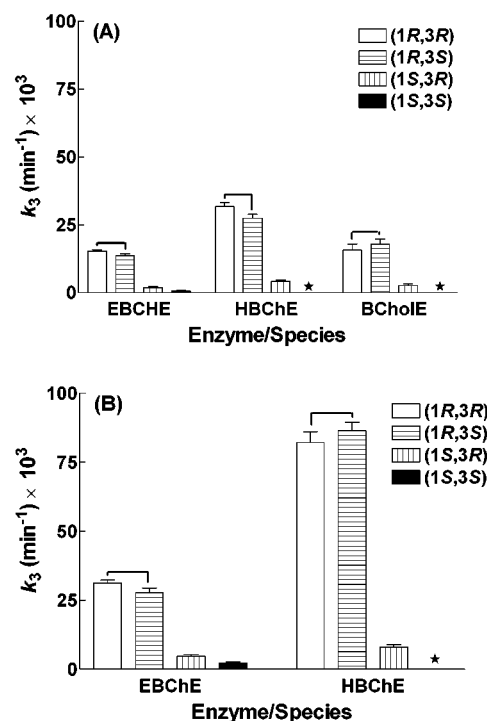 (A)
(1R,3R)
(1R,3S)
(1S,3R)
(1S,3S)
100
75
50
25
0
k₃ (min⁻¹) × 10³
★
★
EBCHE HBChE BCholE
Enzyme/Species
(B)
(1R,3R)
(1R,3S)
(1S,3R)
(1S,3S)
100
75
50
25
0
k₃ (min⁻¹) × 10³
★
EBChE HBChE
Enzyme/Species